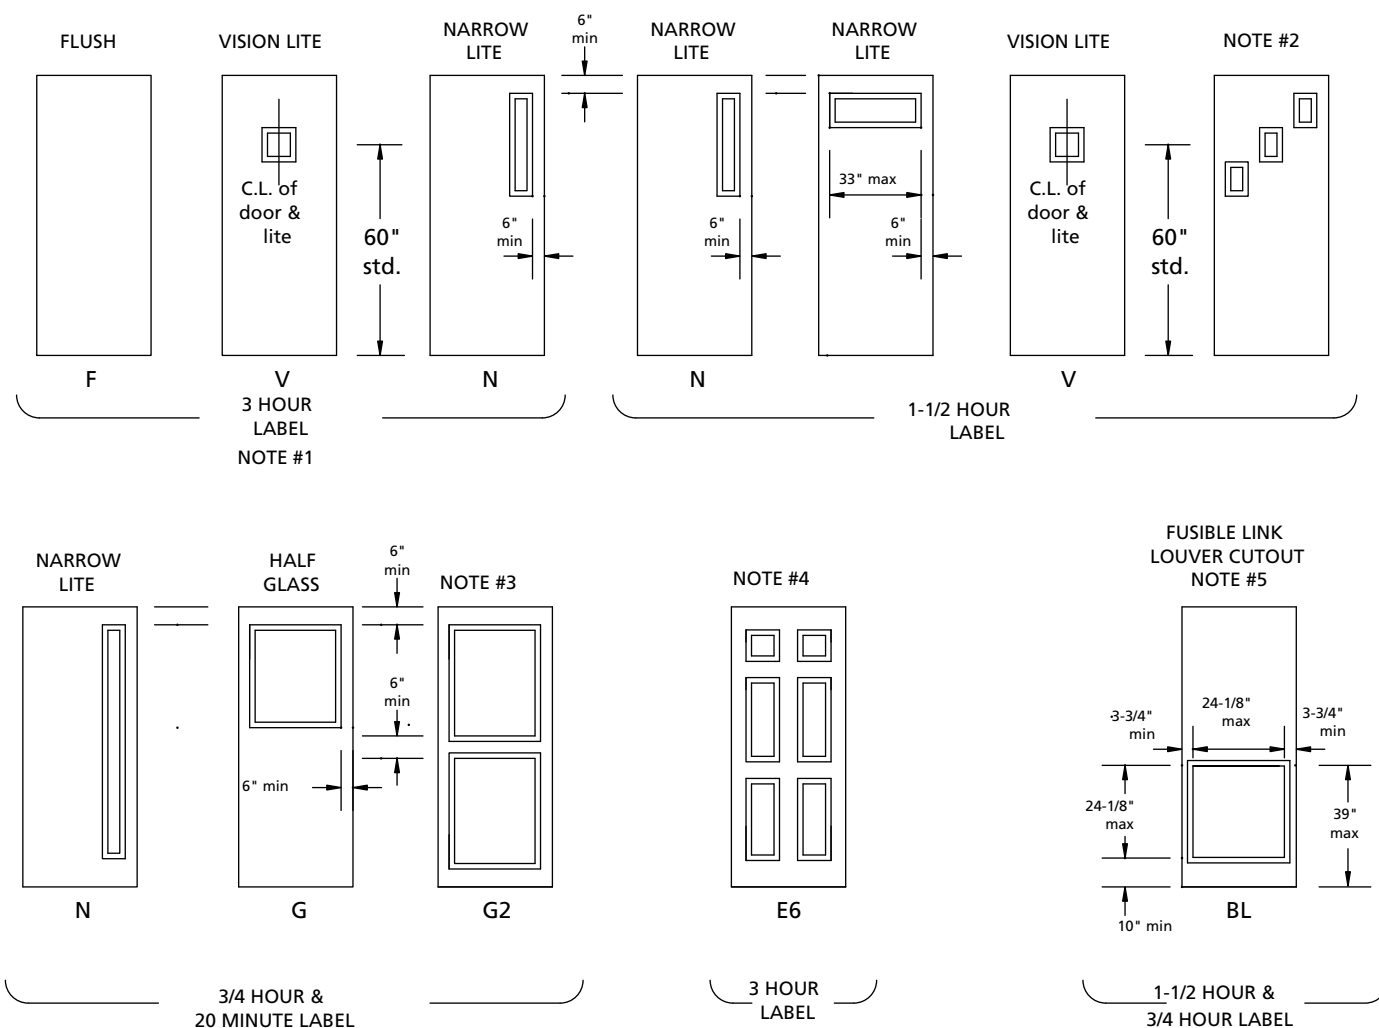 FLUSH
VISION LITE
NARROW
LITE
6"
min
NARROW
LITE
NARROW
LITE
VISION LITE
NOTE #2
C.L. of
door &
lite
60"
std.
6"
min
6"
min
33" max
6"
min
C.L. of
door &
lite
60"
std.
F
V
N
N
V
3 HOUR
LABEL
NOTE #1
1-1/2 HOUR
LABEL
NARROW
LITE
HALF
GLASS
6"
min
NOTE #3
NOTE #4
FUSIBLE LINK
LOUVER CUTOUT
NOTE #5
6"
min
6" min
3-3/4"
min
24-1/8"
max
3-3/4"
min
24-1/8"
max
39"
max
10" min
N
G
G2
E6
BL
3/4 HOUR &
20 MINUTE LABEL
3 HOUR
LABEL
1-1/2 HOUR &
3/4 HOUR LABEL